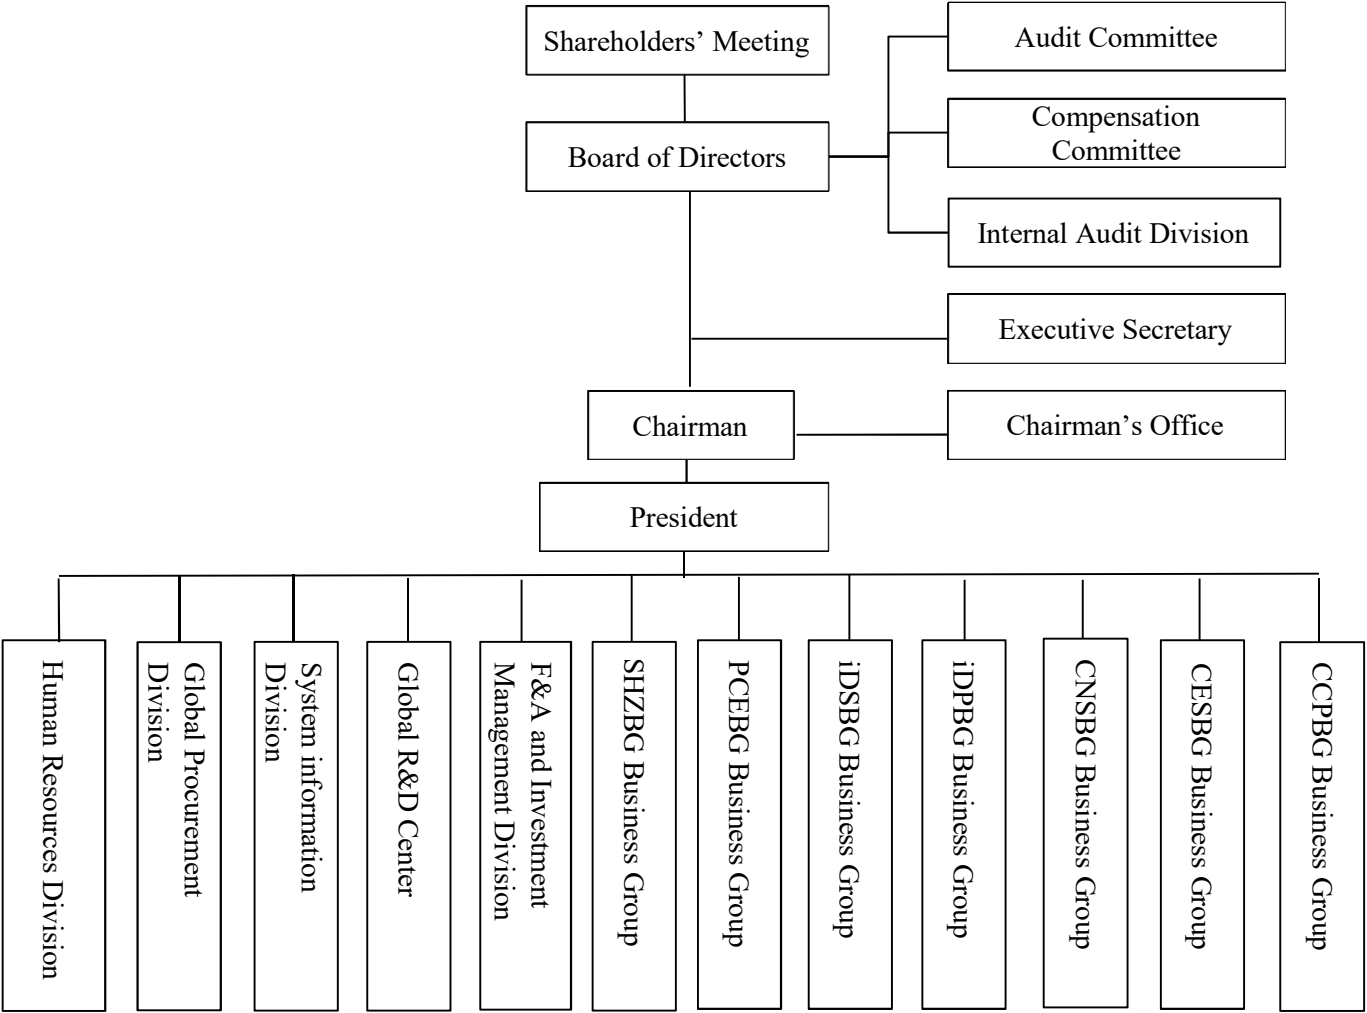 Shareholders’ Meeting
Audit Committee
Compensation
Committee
Board of Directors
Internal Audit Division
Executive Secretary
Chairman
Chairman’s Office
President
Human Resources Division
Global Procurement
Division
System information
Division
Global R&D Center
F&A and Investment
Management Division
SHZBG Business Group
PCEBG Business Group
iDSBG Business Group
iDPBG Business Group
CNSBG Business Group
CESBG Business Group
CCPBG Business Group